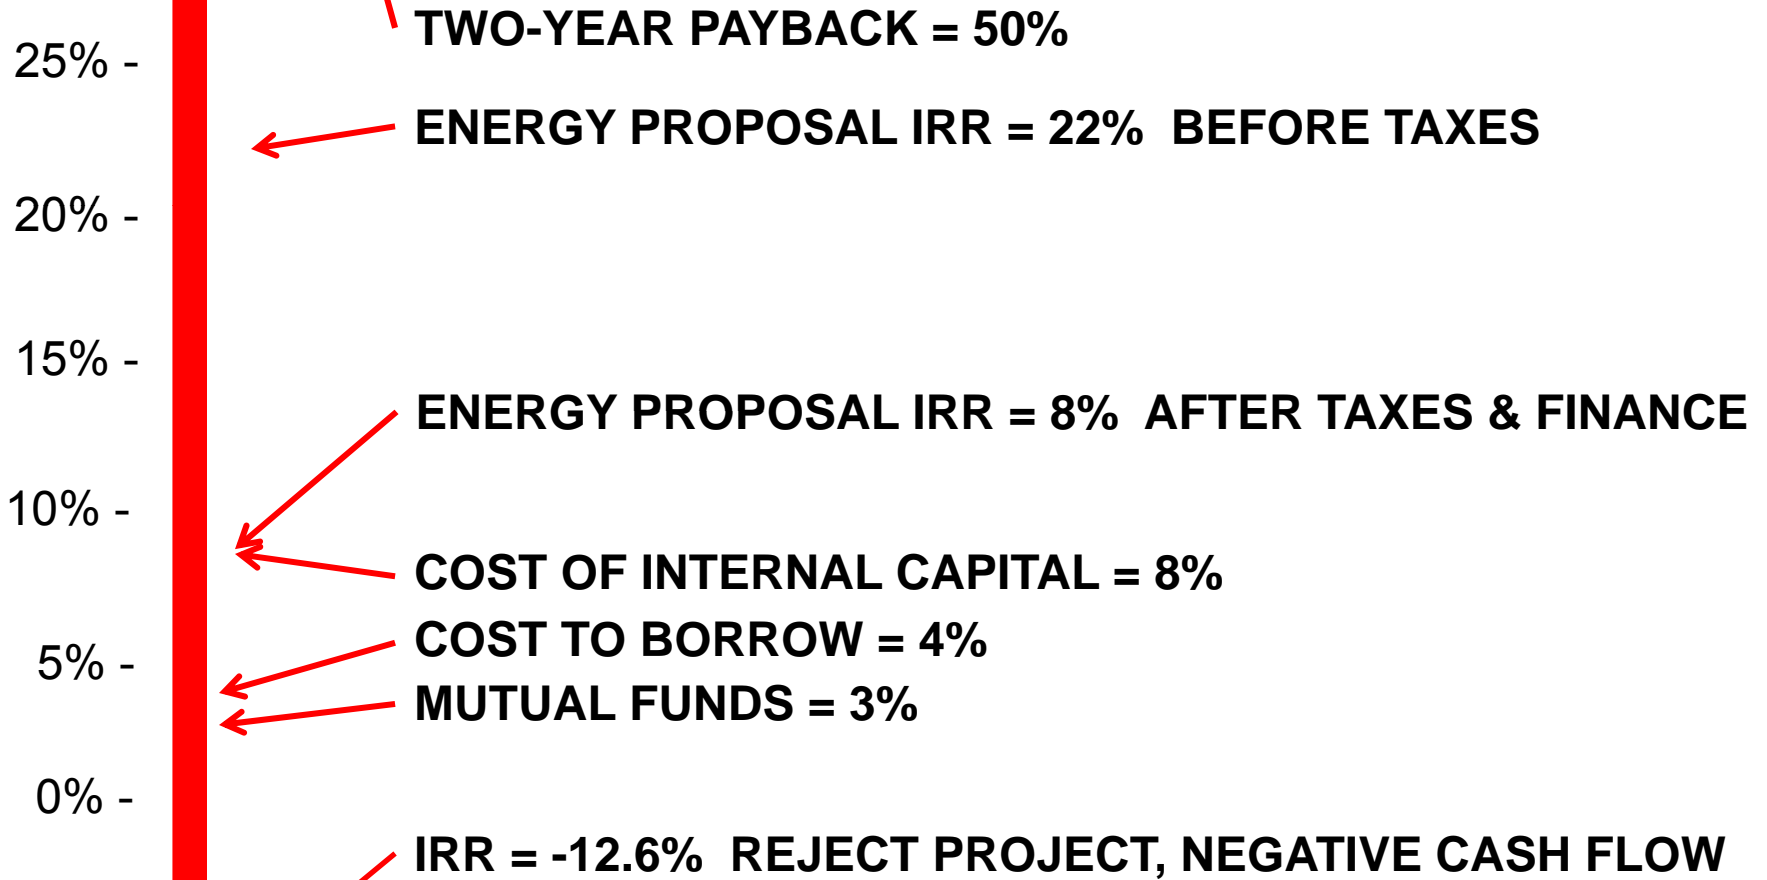 TWO-YEAR PAYBACK = 50%
25% -
ENERGY PROPOSAL IRR = 22%  BEFORE TAXES
20% -
15% -
ENERGY PROPOSAL IRR = 8%  AFTER TAXES & FINANCE
10% -
COST OF INTERNAL CAPITAL = 8%
COST TO BORROW = 4%
5% -
MUTUAL FUNDS = 3%
0% -
IRR = -12.6%  REJECT PROJECT, NEGATIVE CASH FLOW